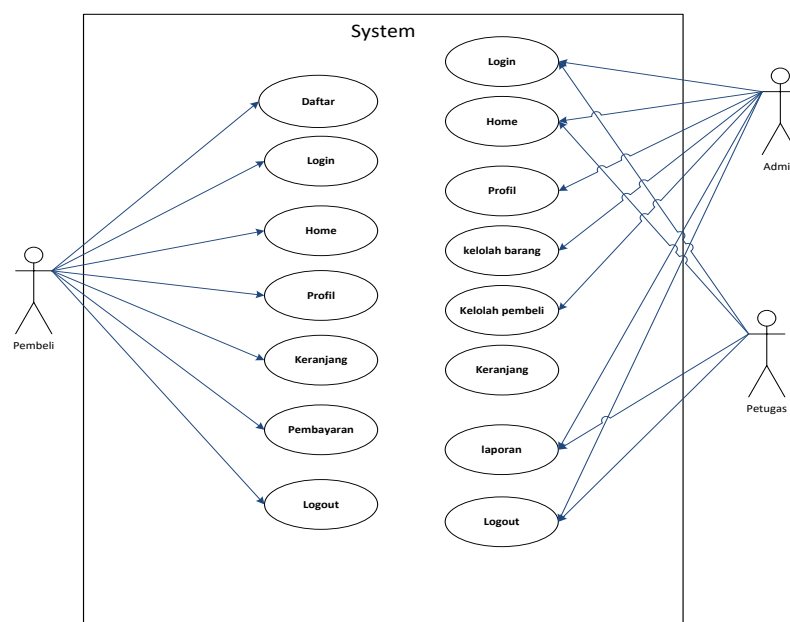 System
Daftar
Login
Home
Profil
Keranjang
Pembayaran
Logout
Pembeli
Login
Home
Profil
kelolah barang
Kelolah pembeli
Keranjang
laporan
Logout
Admi
Petugas